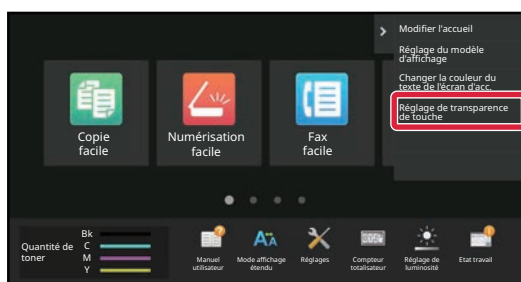 Modifier l'accueil
Réglage du modèle
d'affichage
Changer la couleur du
texte de l'écran d'acc.
Réglage de transparence
de touche
Copie
facile
Numérisation
facile
Fax
facile
Quantité de
toner
Bk
C
M
Y
Manuel
utilisateur
Mode affichage
étendu
Réglages
Compteur
totalisateur
Réglage de
luminosité
Etat travail